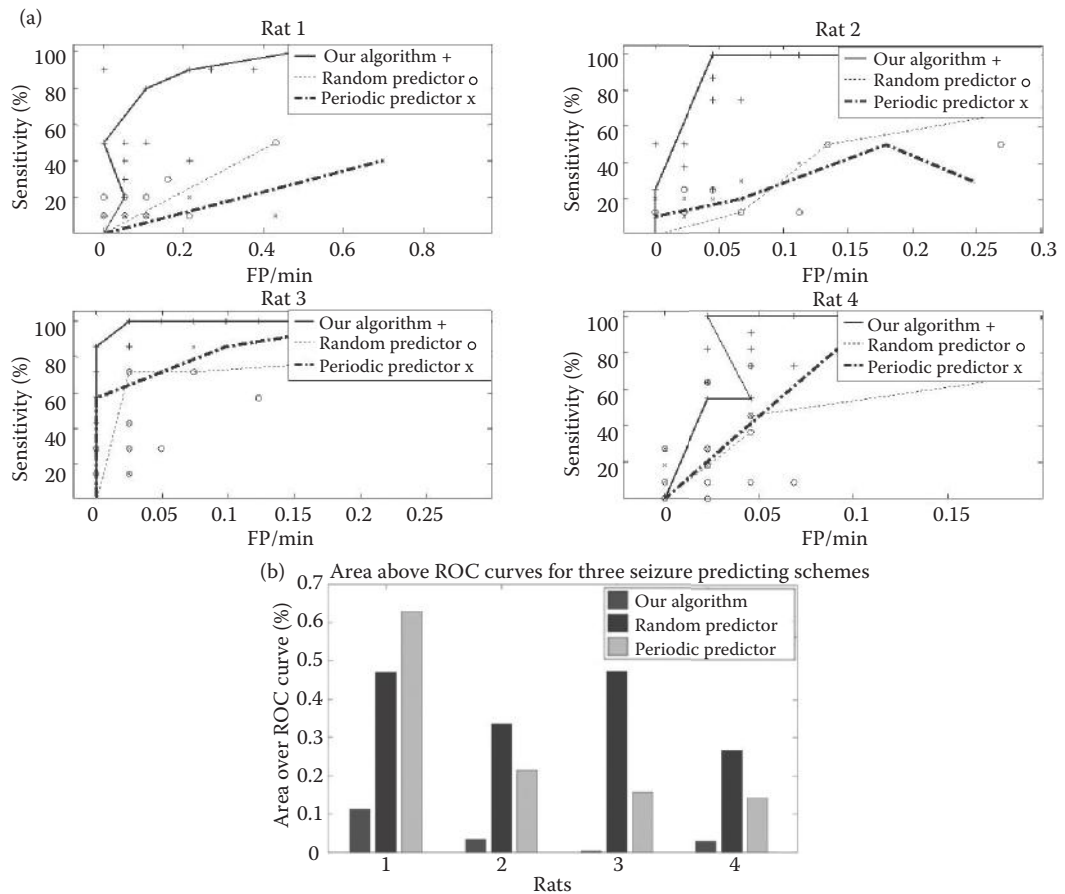 (a)
Rat 1
Sensitivity (%)
100
80
60
40
20
Our algorithm +
Random predictor o
Periodic predictor x
0
0.2
0.4
0.6
0.8
FP/min
Rat 2
Sensitivity (%)
100
80
60
40
20
Our algorithm +
Random predictor o
Periodic predictor x
0
0.05
0.1
0.15
0.2
0.25
0.3
FP/min
Rat 3
Sensitivity (%)
100
80
60
40
20
Our algorithm +
Random predictor o
Periodic predictor x
0
0.05
0.1
0.15
0.2
0.25
FP/min
Rat 4
Sensitivity (%)
100
80
60
40
20
Our algorithm +
Random predictor o
Periodic predictor x
0
0.05
0.1
0.15
FP/min
(b)
Area above ROC curves for three seizure predicting schemes
Area over ROC curve (%)
0.7
0.6
0.5
0.4
0.3
0.2
0.1
0
Our algorithm
Random predictor
Periodic predictor
1
2
3
4
Rats